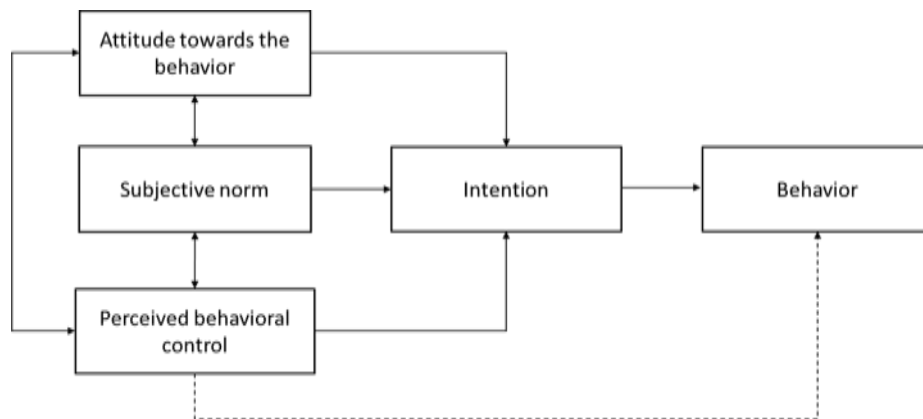 Attitude towards the
behavior
Subjective norm
Intention
Behavior
Perceived behavioral
control